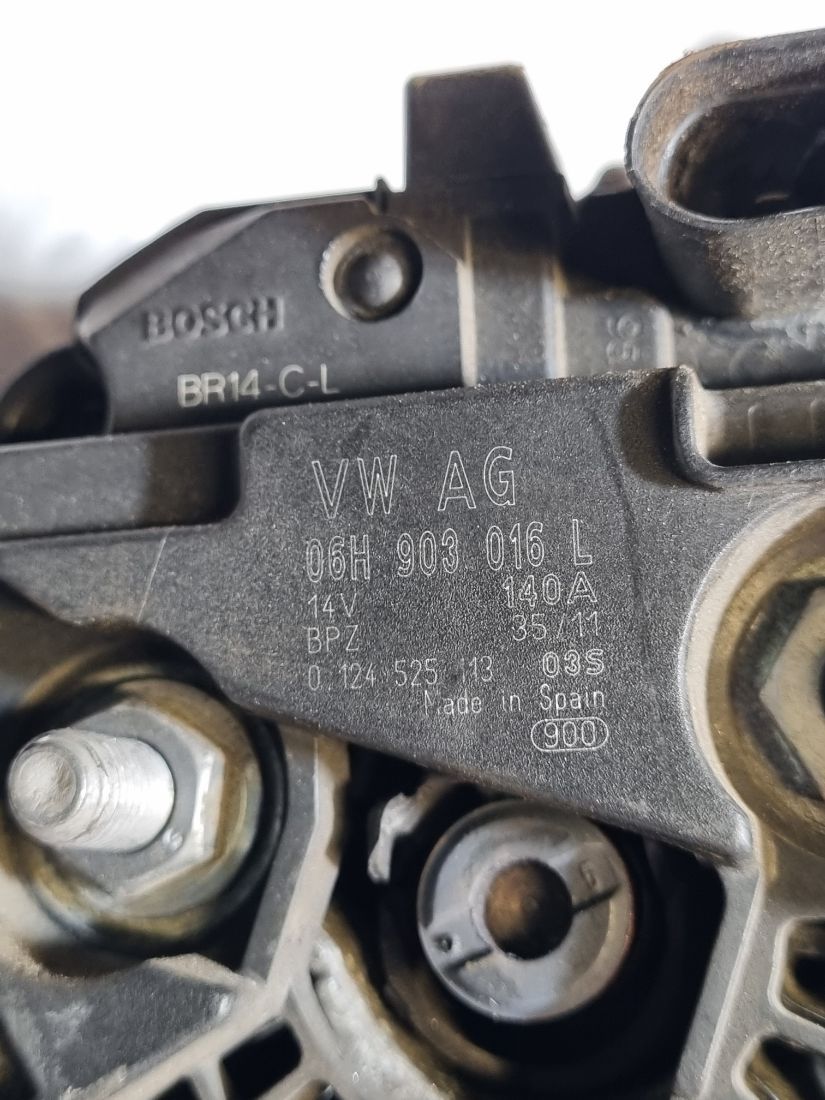 BOSCH
BR14-C-L
VW AG
06H 903 016 L
14V 140A
BPZ 35/11
0 124 525 113 03S
Made in Spain
900